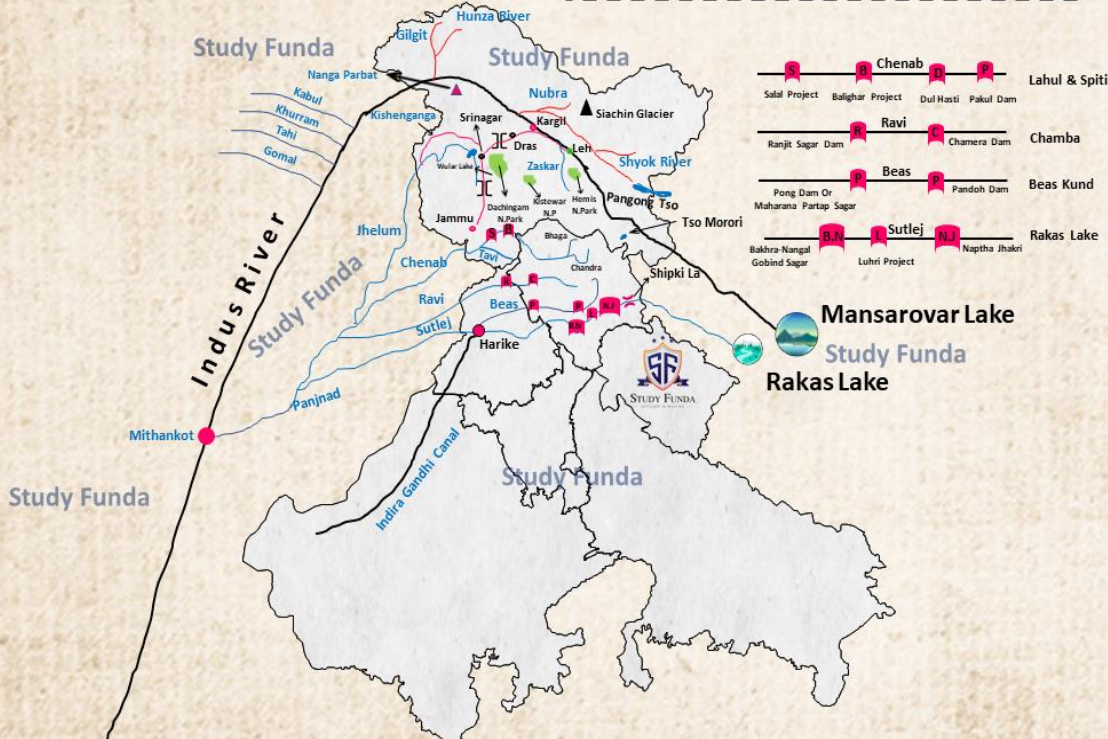 Hunza River
Gilgit
Study Funda
Study Funda
Nanga Parbat
Kabul
Khurram
Tahi
Gomal
Kishenganga
Srinagar
Nubra
Kargil
Siachin Glacier
Dras
Leh
Wular Lake
Zaskar
Shyok River
Pangong Tso
Dachingam
N.Park
Kistewar
N.P
Hemis
N.Park
Jammu
Tso Morori
Jhelum
S B
Bhaga
Tavi
Chenab
Chandra
Shipki La
Indus River
Study Funda
R C
Ravi
Beas
P
P
L
N.J
B.N
Sutlej
Harike
Panjnad
Mithankot
Study Funda
Indira Gandhi Canal
Study Funda
SF
STUDY FUNDA
Mansarovar Lake
Study Funda
Rakas Lake
S B Chenab D P
Lahul & Spiti
Salal Project Balighar Project Dul Hasti Pakul Dam
R Ravi C
Chamba
Ranjit Sagar Dam Chamera Dam
P Beas P
Beas Kund
Pong Dam Or
Maharana Partap Sagar
Pandoh Dam
B.N L Sutlej N.J
Rakas Lake
Bakhra-Nangal
Gobind Sagar
Luhri Project
Naptha Jhakri